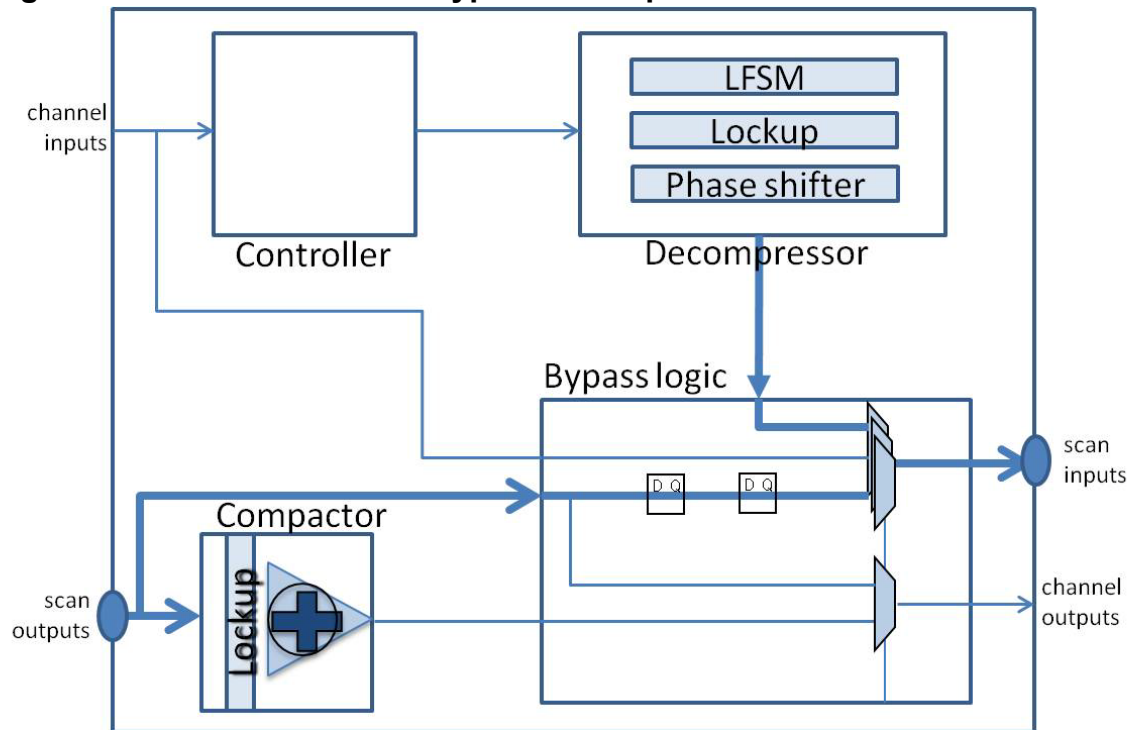 channel
inputs
LFSM
Lockup
Phase shifter
Controller
Decompressor
Bypass logic
scan
inputs
D Q
D Q
Compactor
Lockup
scan
outputs
channel
outputs